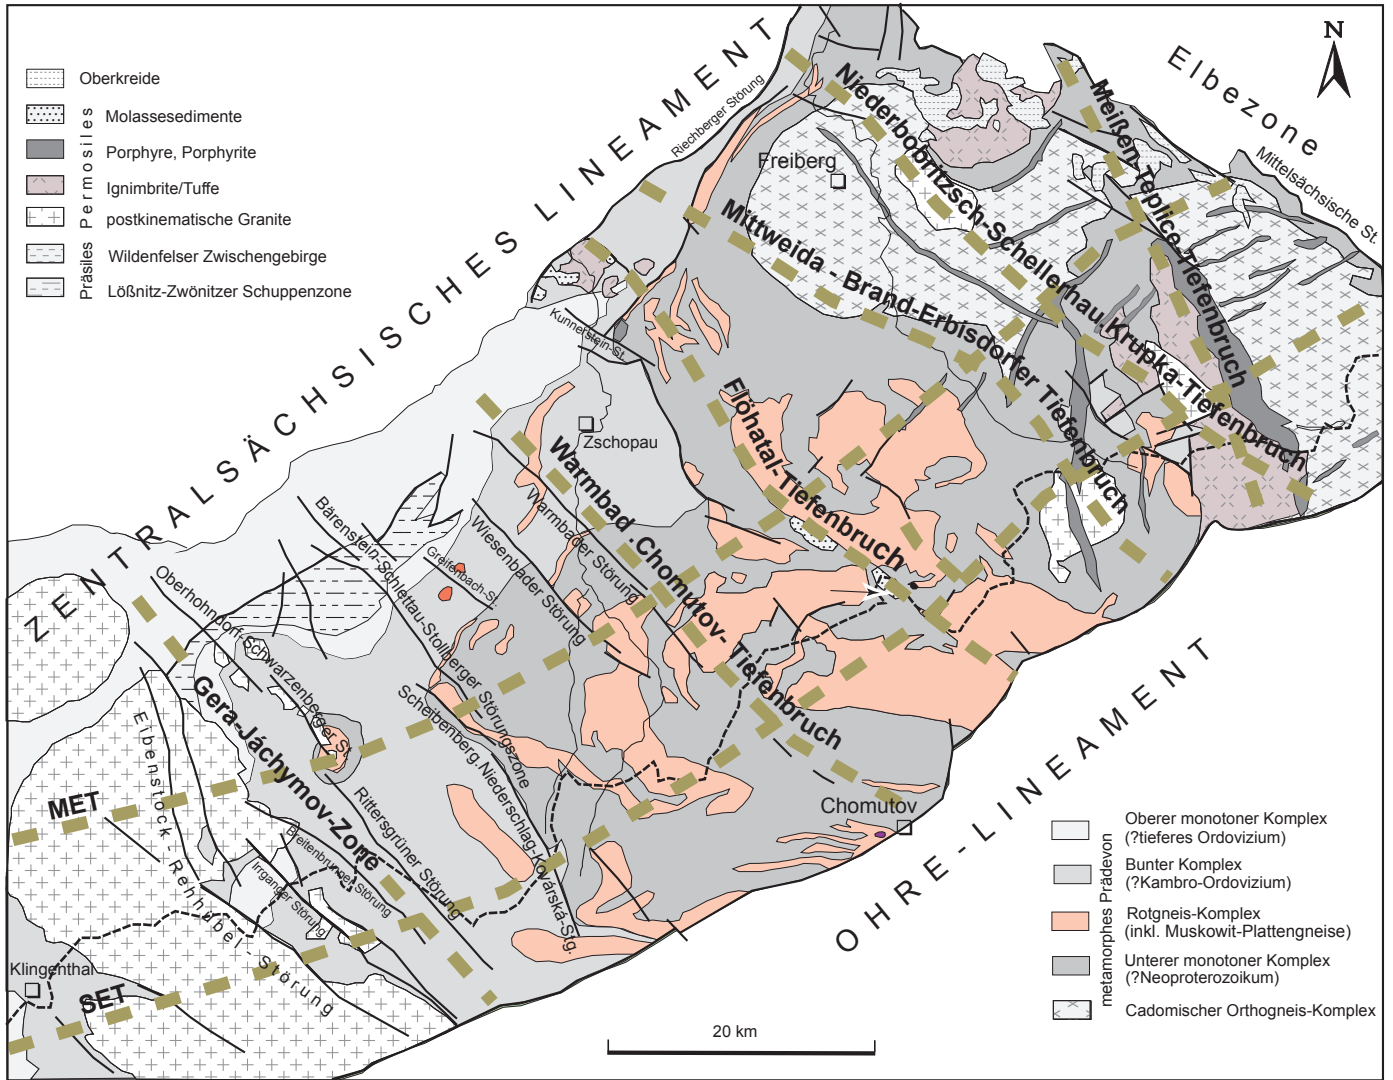 Oberkreide
Molassesedimente
Porphyre, Porphyrite
Ignimbrite/Tuffe
postkinematische Granite
Wildenfelser Zwischengebirge
Lößnitz-Zwönitzer Schuppenzone
Permosiles
Präsiles
ZENTRALSÄCHSISCHES LINEAMENT
Riechberger Störung
Elbezone
Mittelsächsische St.
N
Freiberg
Niederbobritzsch-Schellerhau.Krupka-Tiefenbruch
Meißen-Teplice-Tiefenbruch
Mittweida - Brand-Erbisdorfer Tiefenbruch
Kunnerstein-St.
Flöhatal-Tiefenbruch
Zschopau
Warmbad.Chomutov-Tiefenbruch
Warmbader Störung
Wiesenbader Störung
Bärenstein-Schlettau-Stollberger Störungszone
Greifenbach-St.
Oberhohndorf-Schwarzenberger St.
Scheibenberg.Niederschlag-Kovárská-Stg.
Gera-Jáchymov-Zone
Rittersgrüner Störung
Breitenbrunner Störung
Irrganger Störung
Eibenstock-Rehhübel-Störung
MET
SET
Klingenthal
Chomutov
OHRE-LINEAMENT
20 km
Oberer monotoner Komplex
(?tieferes Ordovizium)
Bunter Komplex
(?Kambro-Ordovizium)
Rotgneis-Komplex
(inkl. Muskowit-Plattengneise)
Unterer monotoner Komplex
(?Neoproterozoikum)
Cadomischer Orthogneis-Komplex
metamorphes Prädevon